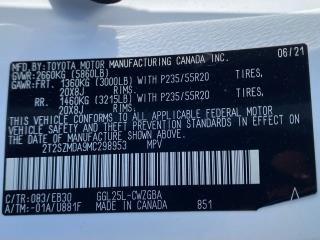 MFD.BY:TOYOTA MOTOR MANUFACTURING CANADA INC.
GVWR:2660KG (5860LB) 06/21
GAWR:FRT. 1360KG (3000LB) WITH P235/55R20
20X8J RIMS.
RR. 1460KG (3215LB) WITH P235/55R20
20X8J RIMS.
THIS VEHICLE CONFORMS TO ALL APPLICABLE FEDERAL MOTOR
VEHICLE SAFETY AND THEFT PREVENTION STANDARDS IN EFFECT
ON THE DATE OF MANUFACTURE SHOWN ABOVE.
2T2SZMDA9MC298953 MPV
C/TR:083/EB30 GGL25L-CWZGBA
A/TM:-01A/U881F MADE IN CANADA 851